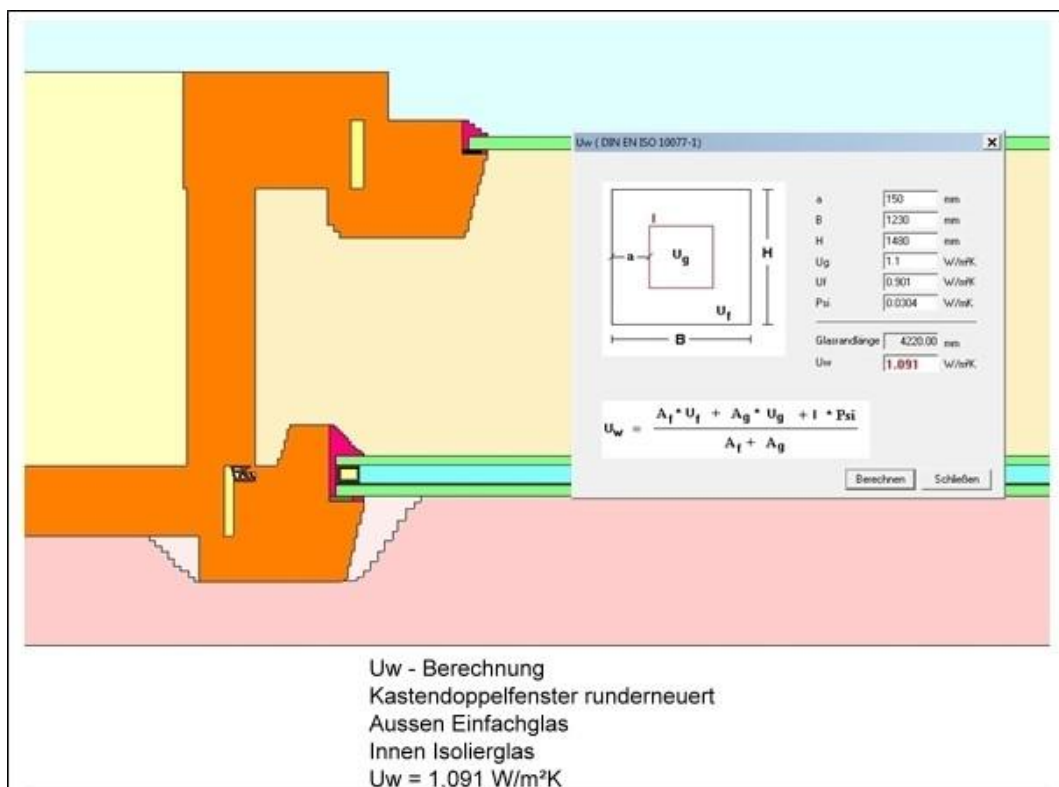 Uw ( DIN EN ISO 10077-1)
a 150 mm
B 1230 mm
H 1480 mm
Ug 1.1 W/m²K
Uf 0.901 W/m²K
Psi 0.0304 W/mK
Glasrandlänge 4220.00 mm
Uw 1.091 W/m²K
l
a
Ug
H
Uf
B
Uw = Af * Uf + Ag * Ug + l * Psi
Af + Ag
Berechnen Schließen
Uw - Berechnung
Kastendoppelfenster runderneuert
Aussen Einfachglas
Innen Isolierglas
Uw = 1.091 W/m²K